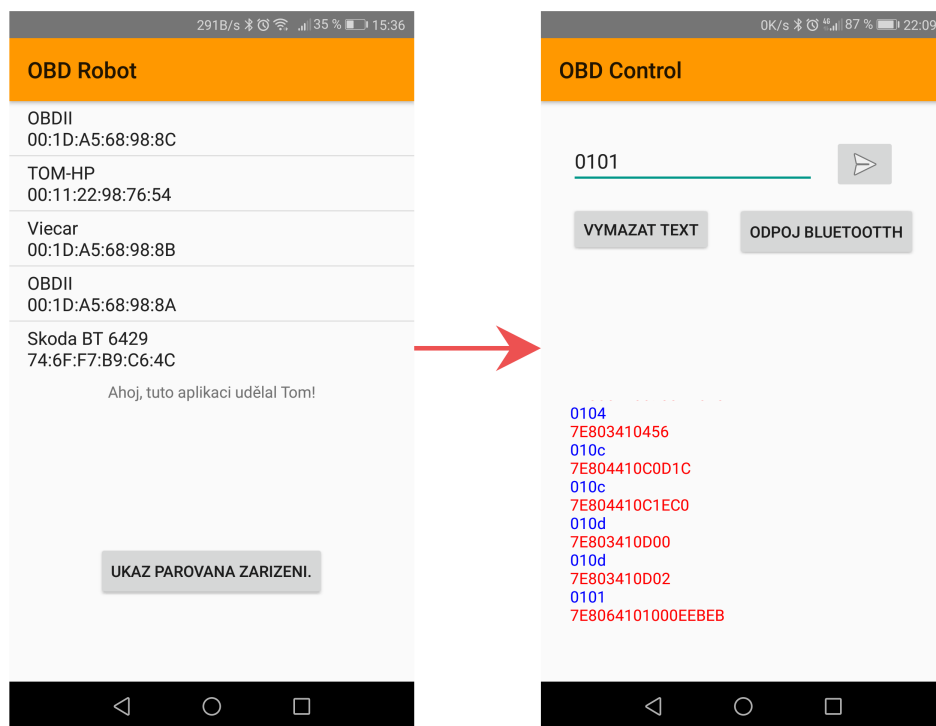 291B/s 35 % 15:36
OBD Robot
OBDII
00:1D:A5:68:98:8C
TOM-HP
00:11:22:98:76:54
Viecar
00:1D:A5:68:98:8B
OBDII
00:1D:A5:68:98:8A
Skoda BT 6429
74:6F:F7:B9:C6:4C
Ahoj, tuto aplikaci udělal Tom!
UKAZ PAROVANA ZARIZENI.
0K/s 4G 87 % 22:09
OBD Control
0101
VYMAZAT TEXT
ODPOJ BLUETOOTTH
0104
7E803410456
010c
7E804410C0D1C
010c
7E804410C1EC0
010d
7E803410D00
010d
7E803410D02
0101
7E8064101000EEBEB